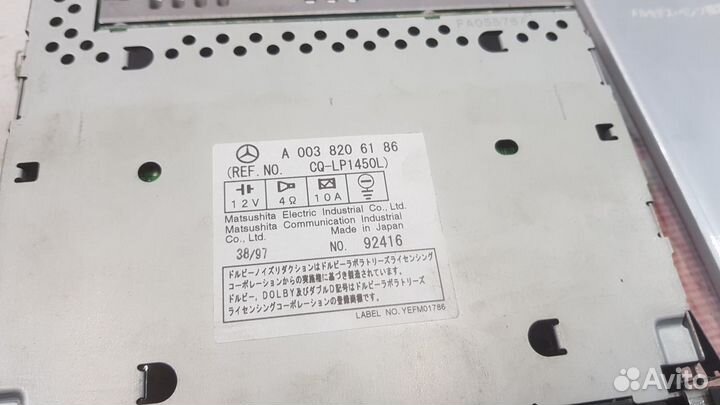 PA055787
A 003 820 61 86
(REF. NO. CQ-LP1450L)
12V 4Ω 10A
Matsushita Electric Industrial Co., Ltd.
Matsushita Communication Industrial
Co., Ltd. Made in Japan
38/97 NO. 92416
ドルビーノイズリダクションはドルビーラボラトリーズライセンシング
コーポレーションからの実施権に基づき製造されています。
ドルビー、DOLBY及びダブルD記号はドルビーラボラトリーズ
ライセンシングコーポレーションの登録商標です。
LABEL NO. YEFM01786
Avito